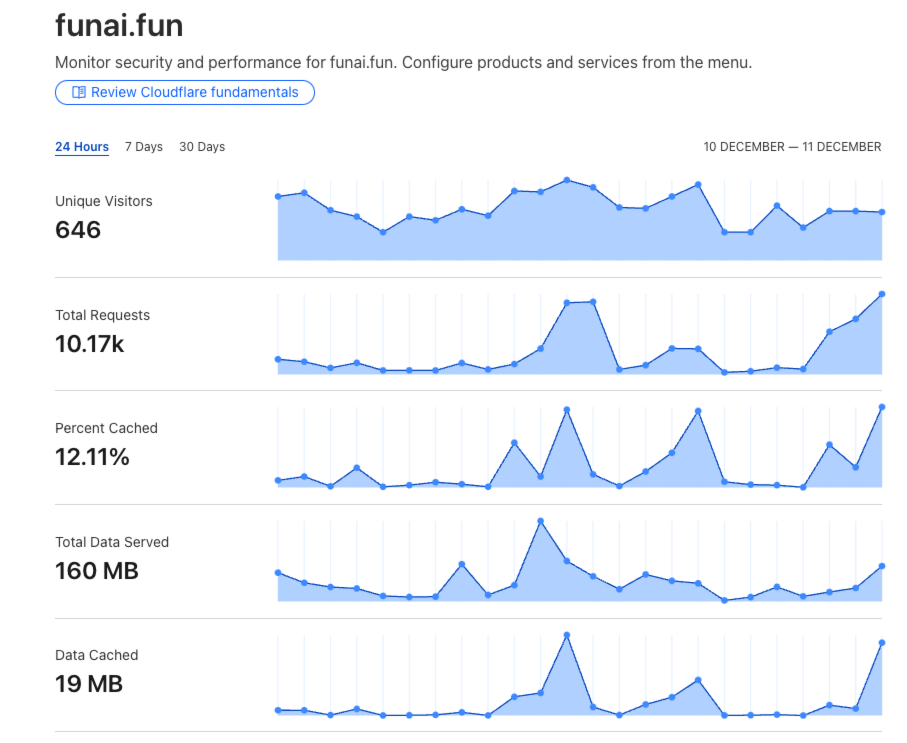 funai.fun
Monitor security and performance for funai.fun. Configure products and services from the menu.
Review Cloudflare fundamentals
24 Hours 7 Days 30 Days 10 DECEMBER — 11 DECEMBER
Unique Visitors
646
Total Requests
10.17k
Percent Cached
12.11%
Total Data Served
160 MB
Data Cached
19 MB